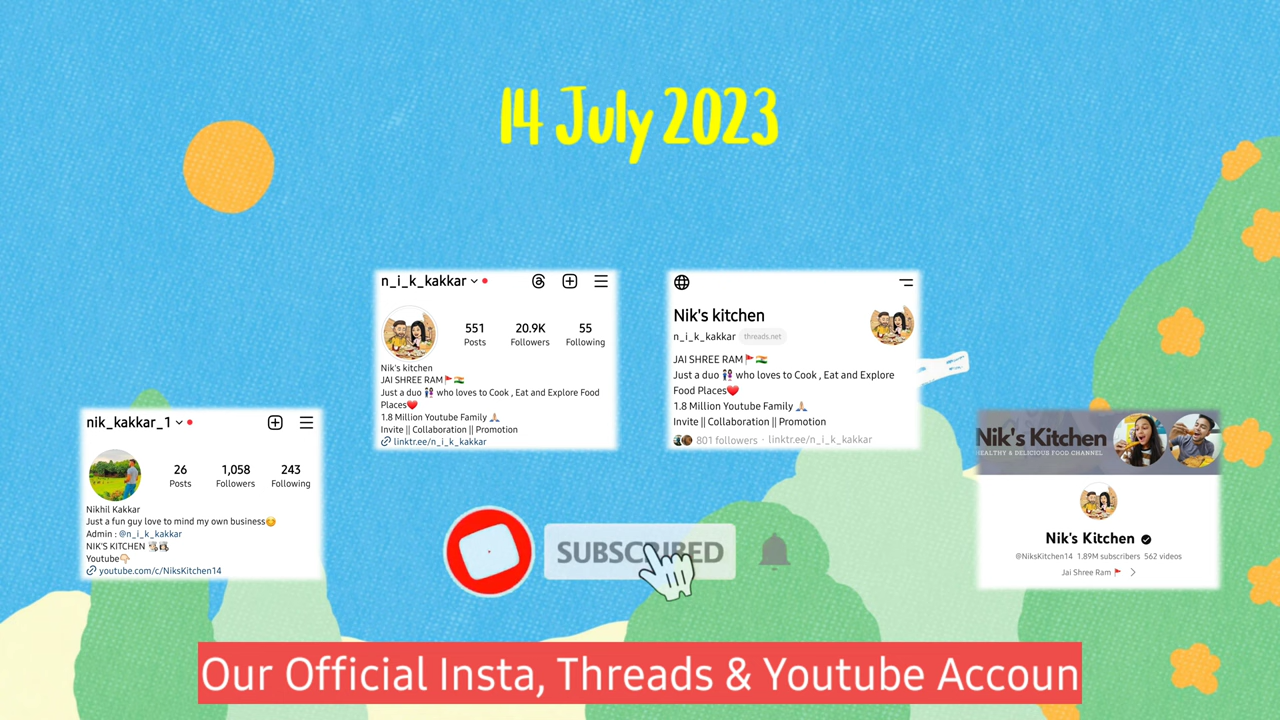 14 July 2023
n_i_k_kakkar
551 20.9K 55
Posts Followers Following
Nik's kitchen
JAI SHREE RAM🚩🇮🇳
Just a duo 👫 who loves to Cook , Eat and Explore Food
Places❤️
1.8 Million Youtube Family 🙏🏻
Invite || Collaboration || Promotion
linktr.ee/n_i_k_kakkar
Nik's kitchen
n_i_k_kakkar threads.net
JAI SHREE RAM🚩🇮🇳
Just a duo 👫 who loves to Cook , Eat and Explore
Food Places❤️
1.8 Million Youtube Family 🙏🏻
Invite || Collaboration || Promotion
801 followers · linktr.ee/n_i_k_kakkar
nik_kakkar_1
26 1,058 243
Posts Followers Following
Nikhil Kakkar
Just a fun guy love to mind my own business😇
Admin : @n_i_k_kakkar
NIK'S KITCHEN
Youtube👇🏻
youtube.com/c/NiksKitchen14
Nik's Kitchen
HEALTHY & DELICIOUS FOOD CHANNEL
Nik's Kitchen
@NiksKitchen14 1.89M subscribers 562 videos
Jai Shree Ram 🚩
SUBSCRIBED
Our Official Insta, Threads & Youtube Accoun